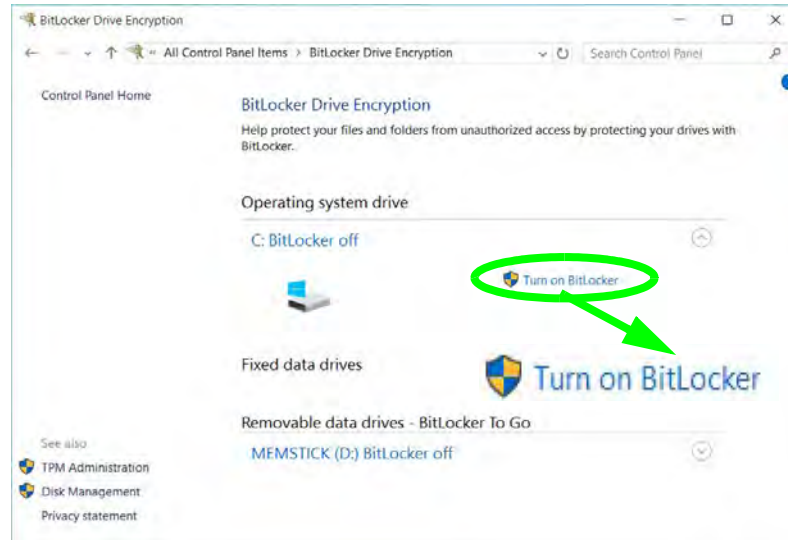 BitLocker Drive Encryption
All Control Panel Items > BitLocker Drive Encryption
Search Control Panel
Control Panel Home
BitLocker Drive Encryption
Help protect your files and folders from unauthorized access by protecting your drives with
BitLocker.
Operating system drive
C: BitLocker off
Turn on BitLocker
Turn on BitLocker
Fixed data drives
Removable data drives - BitLocker To Go
MEMSTICK (D:) BitLocker off
See also
TPM Administration
Disk Management
Privacy statement